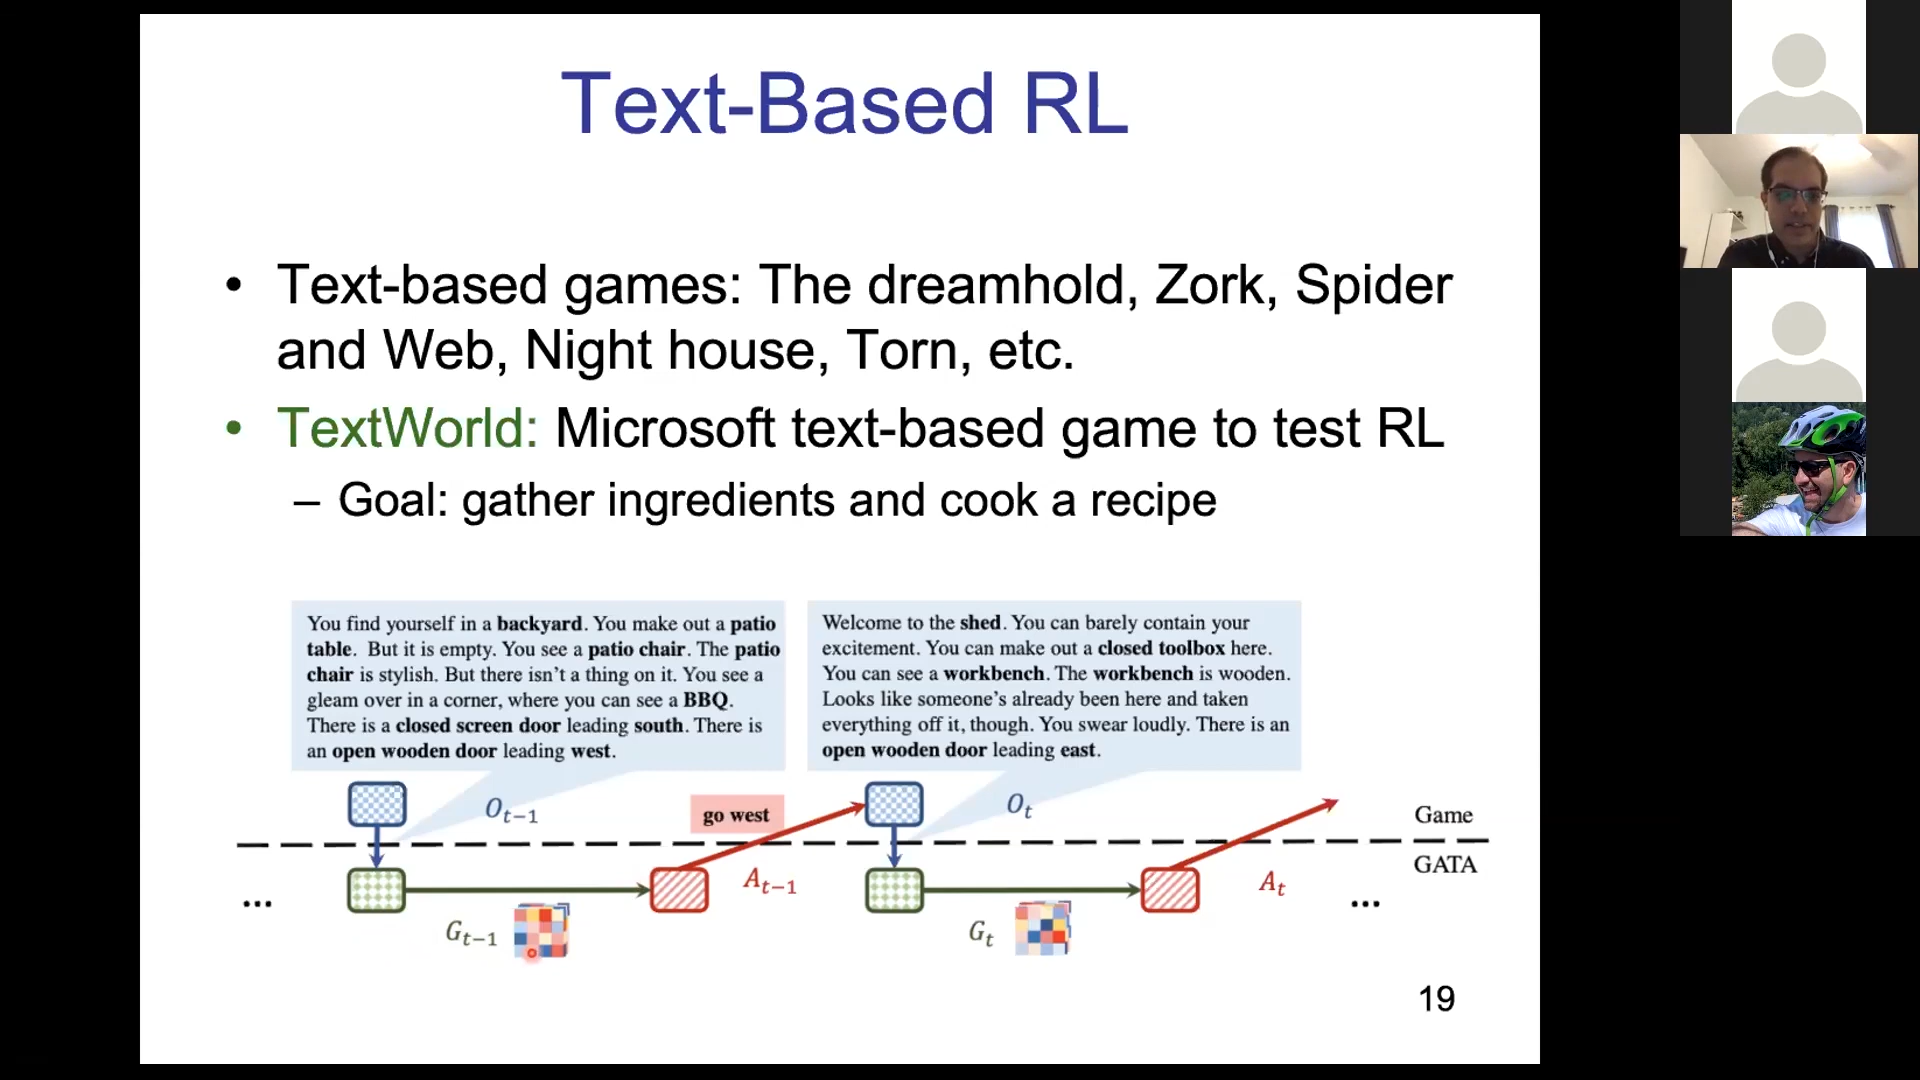 Text-Based RL
• Text-based games: The dreamhold, Zork, Spider
and Web, Night house, Torn, etc.
• TextWorld: Microsoft text-based game to test RL
– Goal: gather ingredients and cook a recipe
You find yourself in a backyard. You make out a patio
table. But it is empty. You see a patio chair. The patio
chair is stylish. But there isn't a thing on it. You see a
gleam over in a corner, where you can see a BBQ.
There is a closed screen door leading south. There is
an open wooden door leading west.
Welcome to the shed. You can barely contain your
excitement. You can make out a closed toolbox here.
You can see a workbench. The workbench is wooden.
Looks like someone's already been here and taken
everything off it, though. You swear loudly. There is an
open wooden door leading east.
O_{t−1}
go west
O_t
Game
GATA
...
A_{t−1}
A_t
...
G_{t−1}
G_t
19